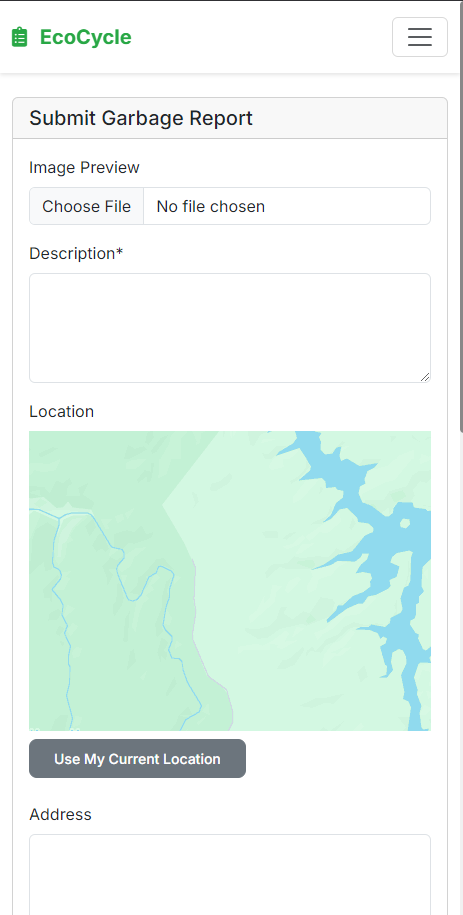 EcoCycle
Submit Garbage Report
Image Preview
Choose File No file chosen
Description*
Location
Use My Current Location
Address